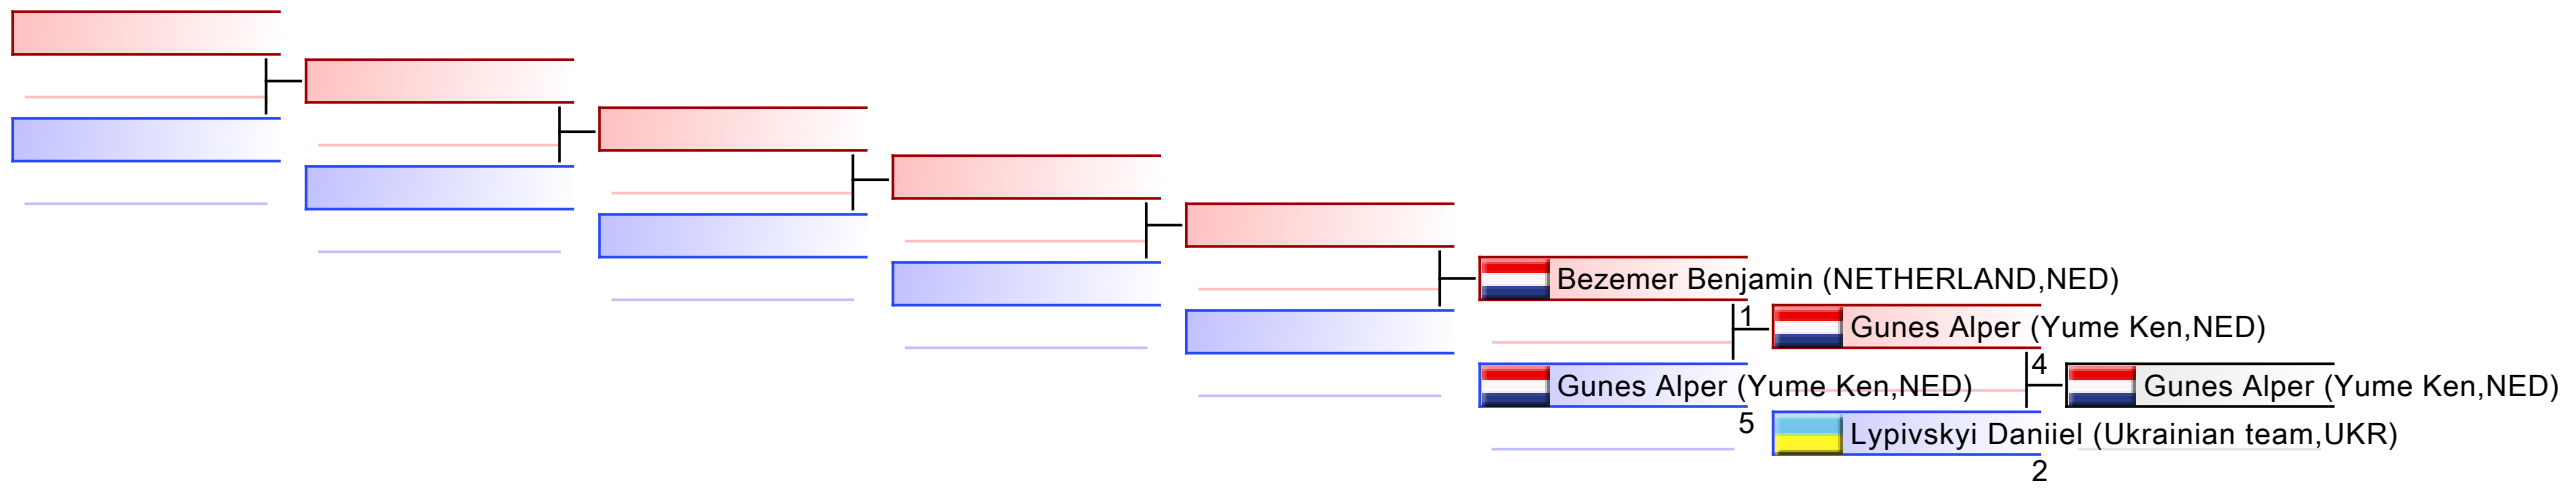 Bezemer Benjamin (NETHERLAND,NED)
1
Gunes Alper (Yume Ken,NED)
4
Gunes Alper (Yume Ken,NED)
Gunes Alper (Yume Ken,NED)
5
Lypivskyi Daniiel (Ukrainian team,UKR)
2